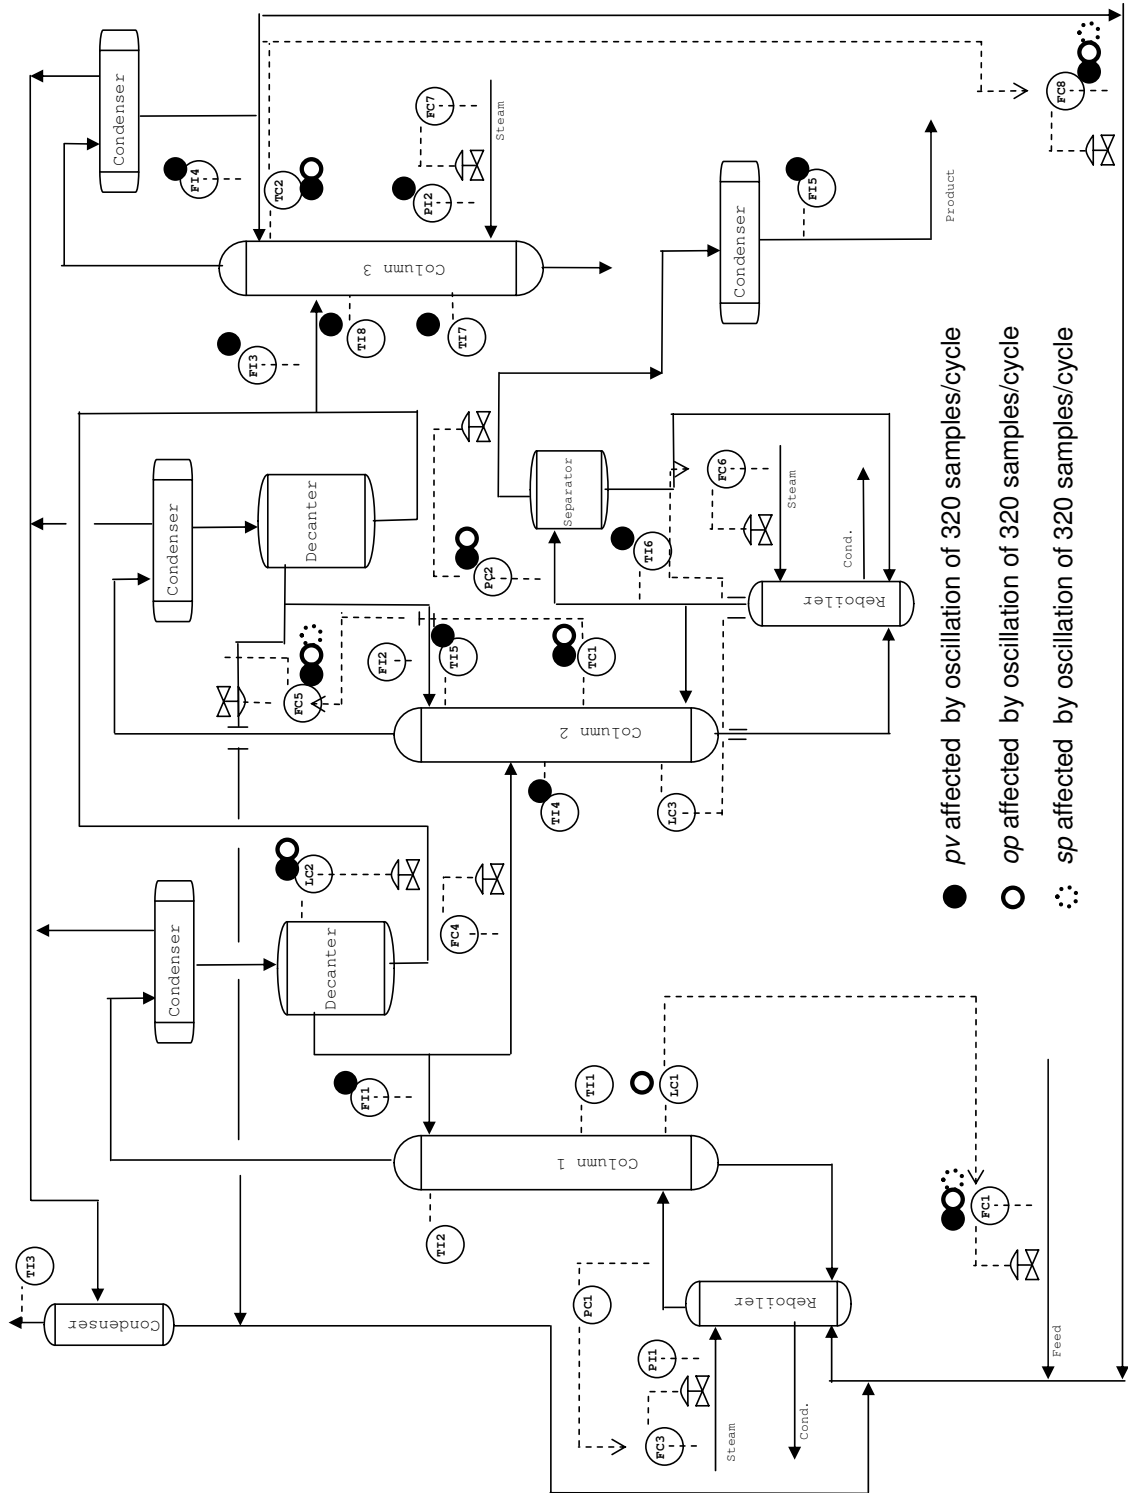 TI3
Condenser
Condenser
Condenser
Condenser
FI4
TC2
FC7
PI2
Steam
FC8
Column 3
FI3
TI8
TI7
Condenser
FI5
Product
Decanter
Separator
PC2
TI6
FC6
Steam
Cond.
Reboiler
FC5
FI2
TI5
TC1
Column 2
TI4
LC3
LC2
Decanter
FC4
FI1
TI1
LC1
Column 1
TI2
FC1
PC1
PI1
FC3
Reboiler
Steam
Cond.
Feed
pv affected by oscillation of 320 samples/cycle
op affected by oscillation of 320 samples/cycle
sp affected by oscillation of 320 samples/cycle